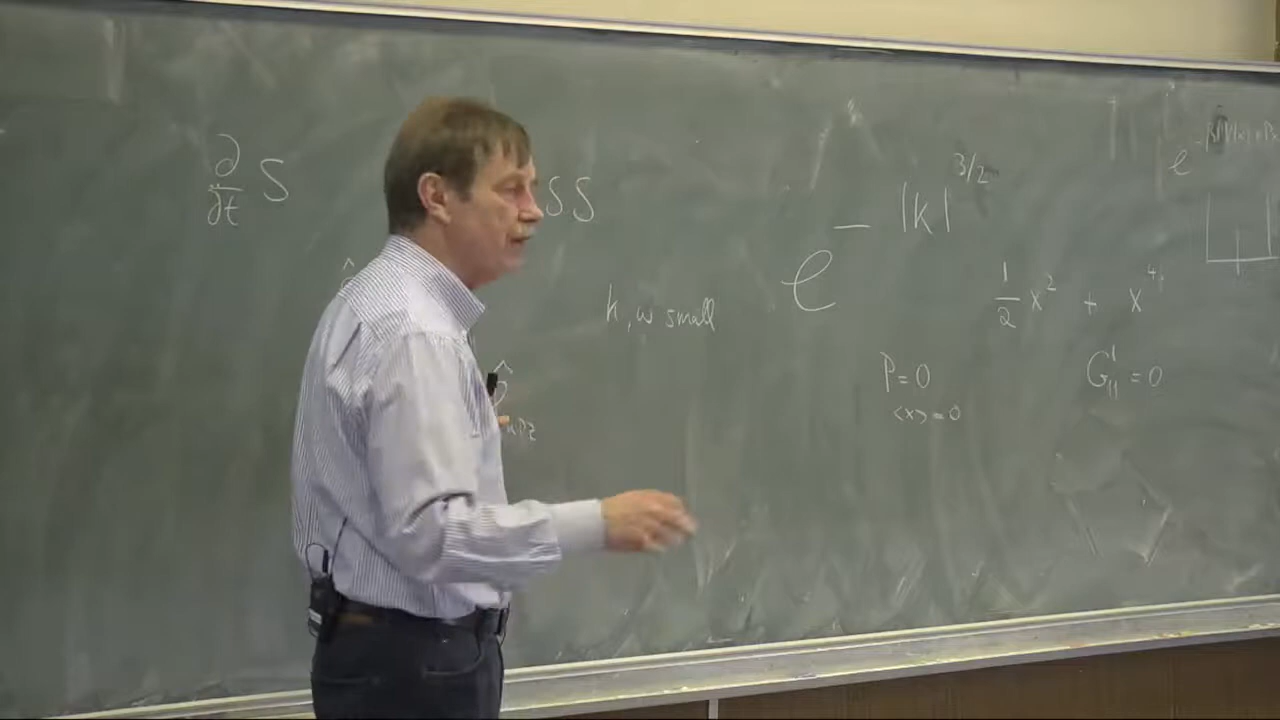 ∂/∂t S
SS
k, ω small
e^{-|k|^{3/2}}
1/2 x² + x⁴
P = 0
<x> = 0
G'₁₁ = 0